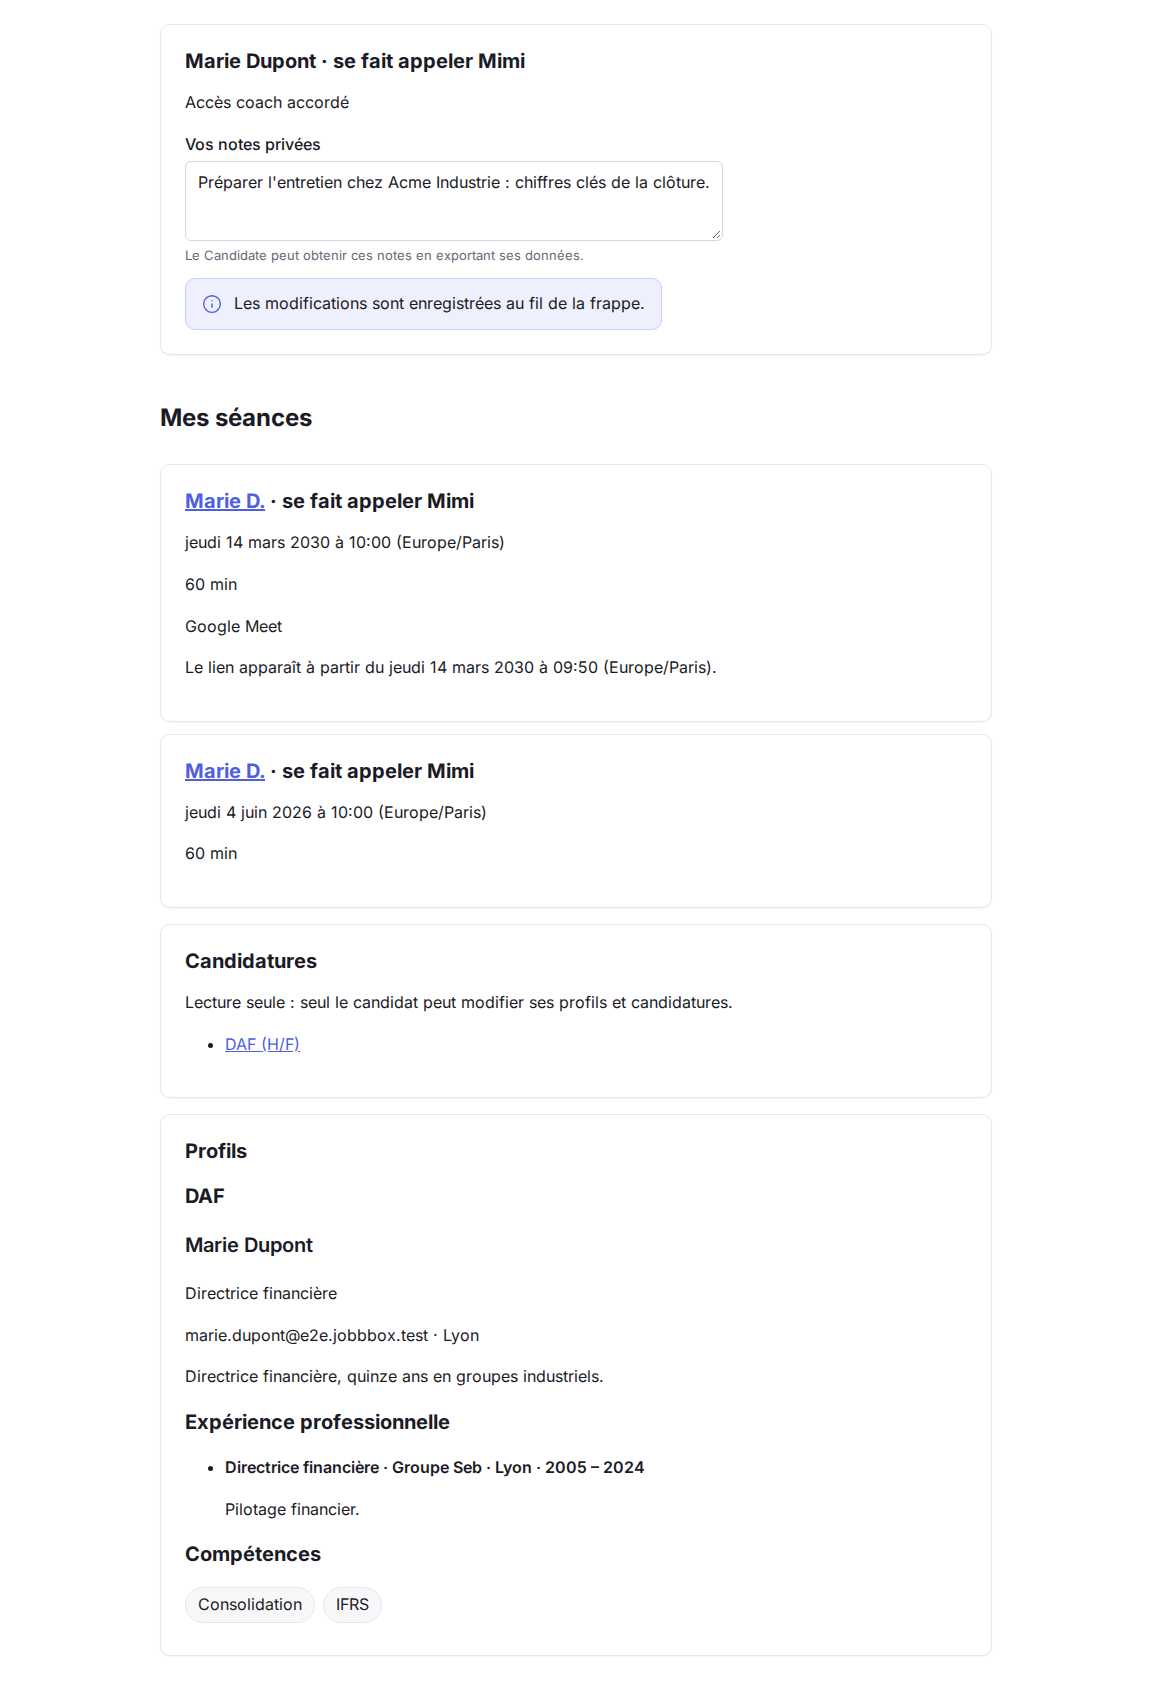 Marie Dupont · se fait appeler Mimi
Accès coach accordé
Vos notes privées
Préparer l'entretien chez Acme Industrie : chiffres clés de la clôture.
Le Candidate peut obtenir ces notes en exportant ses données.
Les modifications sont enregistrées au fil de la frappe.
Mes séances
Marie D. · se fait appeler Mimi
jeudi 14 mars 2030 à 10:00 (Europe/Paris)
60 min
Google Meet
Le lien apparaît à partir du jeudi 14 mars 2030 à 09:50 (Europe/Paris).
Marie D. · se fait appeler Mimi
jeudi 4 juin 2026 à 10:00 (Europe/Paris)
60 min
Candidatures
Lecture seule : seul le candidat peut modifier ses profils et candidatures.
• DAF (H/F)
Profils
DAF
Marie Dupont
Directrice financière
marie.dupont@e2e.jobbbox.test · Lyon
Directrice financière, quinze ans en groupes industriels.
Expérience professionnelle
• Directrice financière · Groupe Seb · Lyon · 2005 – 2024
Pilotage financier.
Compétences
Consolidation IFRS